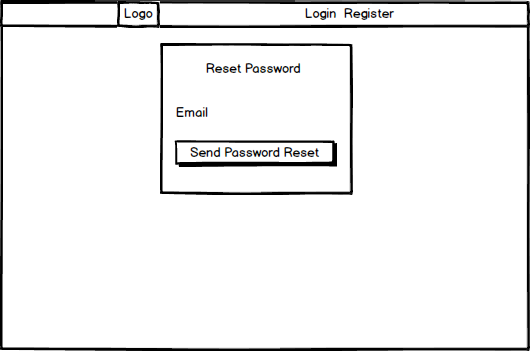 Logo Login Register
Reset Password
Email
Send Password Reset